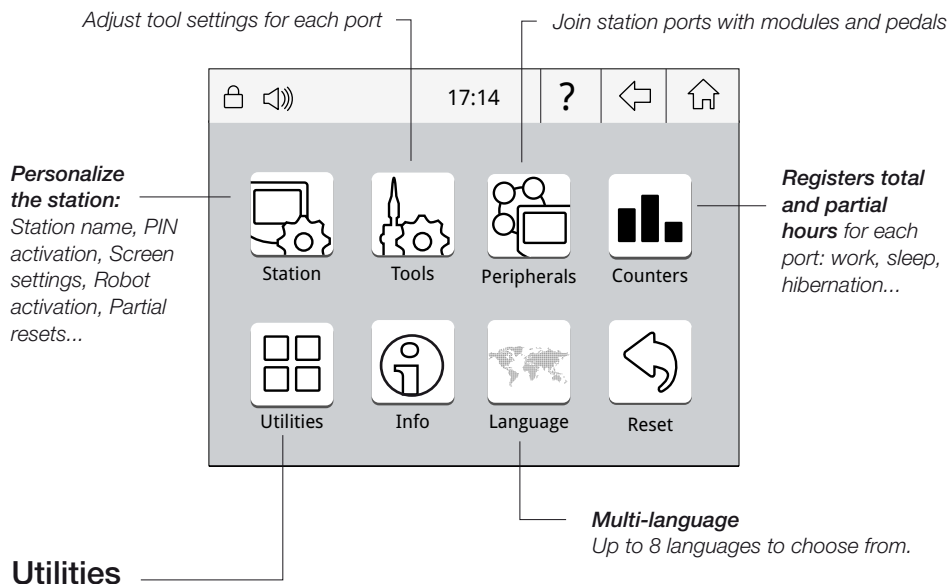 Adjust tool settings for each port
Join station ports with modules and pedals
17:14
?
Personalize
the station:
Station name, PIN
activation, Screen
settings, Robot
activation, Partial
resets...
Registers total
and partial
hours for each
port: work, sleep,
hibernation...
Station
Tools
Peripherals
Counters
Utilities
Info
Language
Reset
Multi-language
Up to 8 languages to choose from.
Utilities